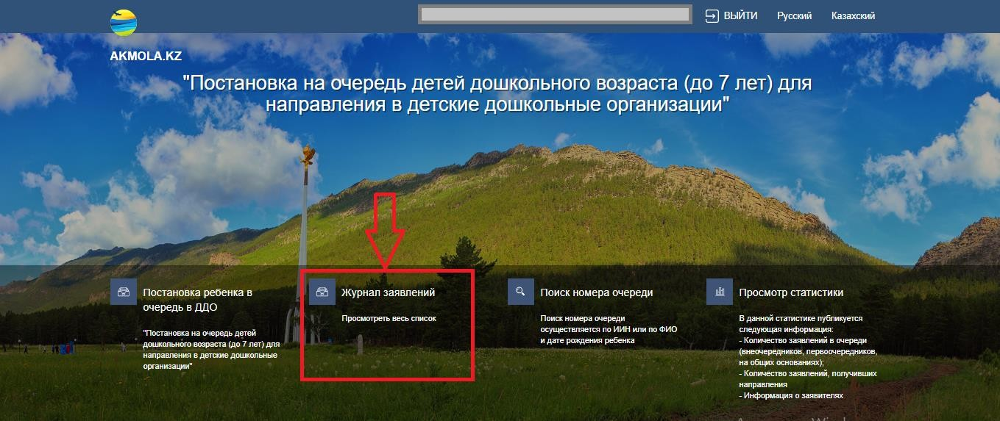 ВЫЙТИ Русский Казахский
AKMOLA.KZ
"Постановка на очередь детей дошкольного возраста (до 7 лет) для
направления в детские дошкольные организации"
Постановка ребенка в
очередь в ДДО
"Постановка на очередь детей
дошкольного возраста (до 7 лет) для
направления в детские дошкольные
организации"
Журнал заявлений
Просмотреть весь список
Поиск номера очереди
Поиск номера очереди
осуществляется по ИИН или по ФИО
и дате рождения ребенка
Просмотр статистики
В данной статистике публикуется
следующая информация:
- Количество заявлений в очереди
(внеочередников, первоочередников,
на общих основаниях);
- Количество заявлений, получивших
направления
- Информация о заявителях